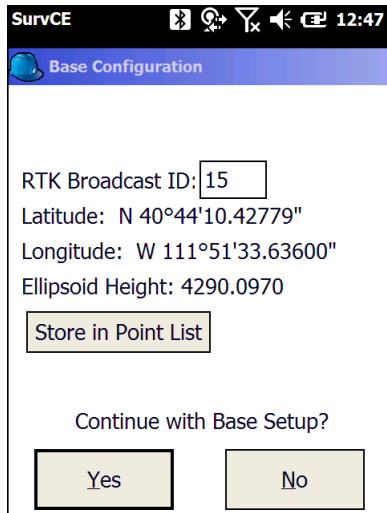 SurvCE 12:47
Base Configuration
RTK Broadcast ID: 15
Latitude: N 40°44'10.42779"
Longitude: W 111°51'33.63600"
Ellipsoid Height: 4290.0970
Store in Point List
Continue with Base Setup?
Yes No